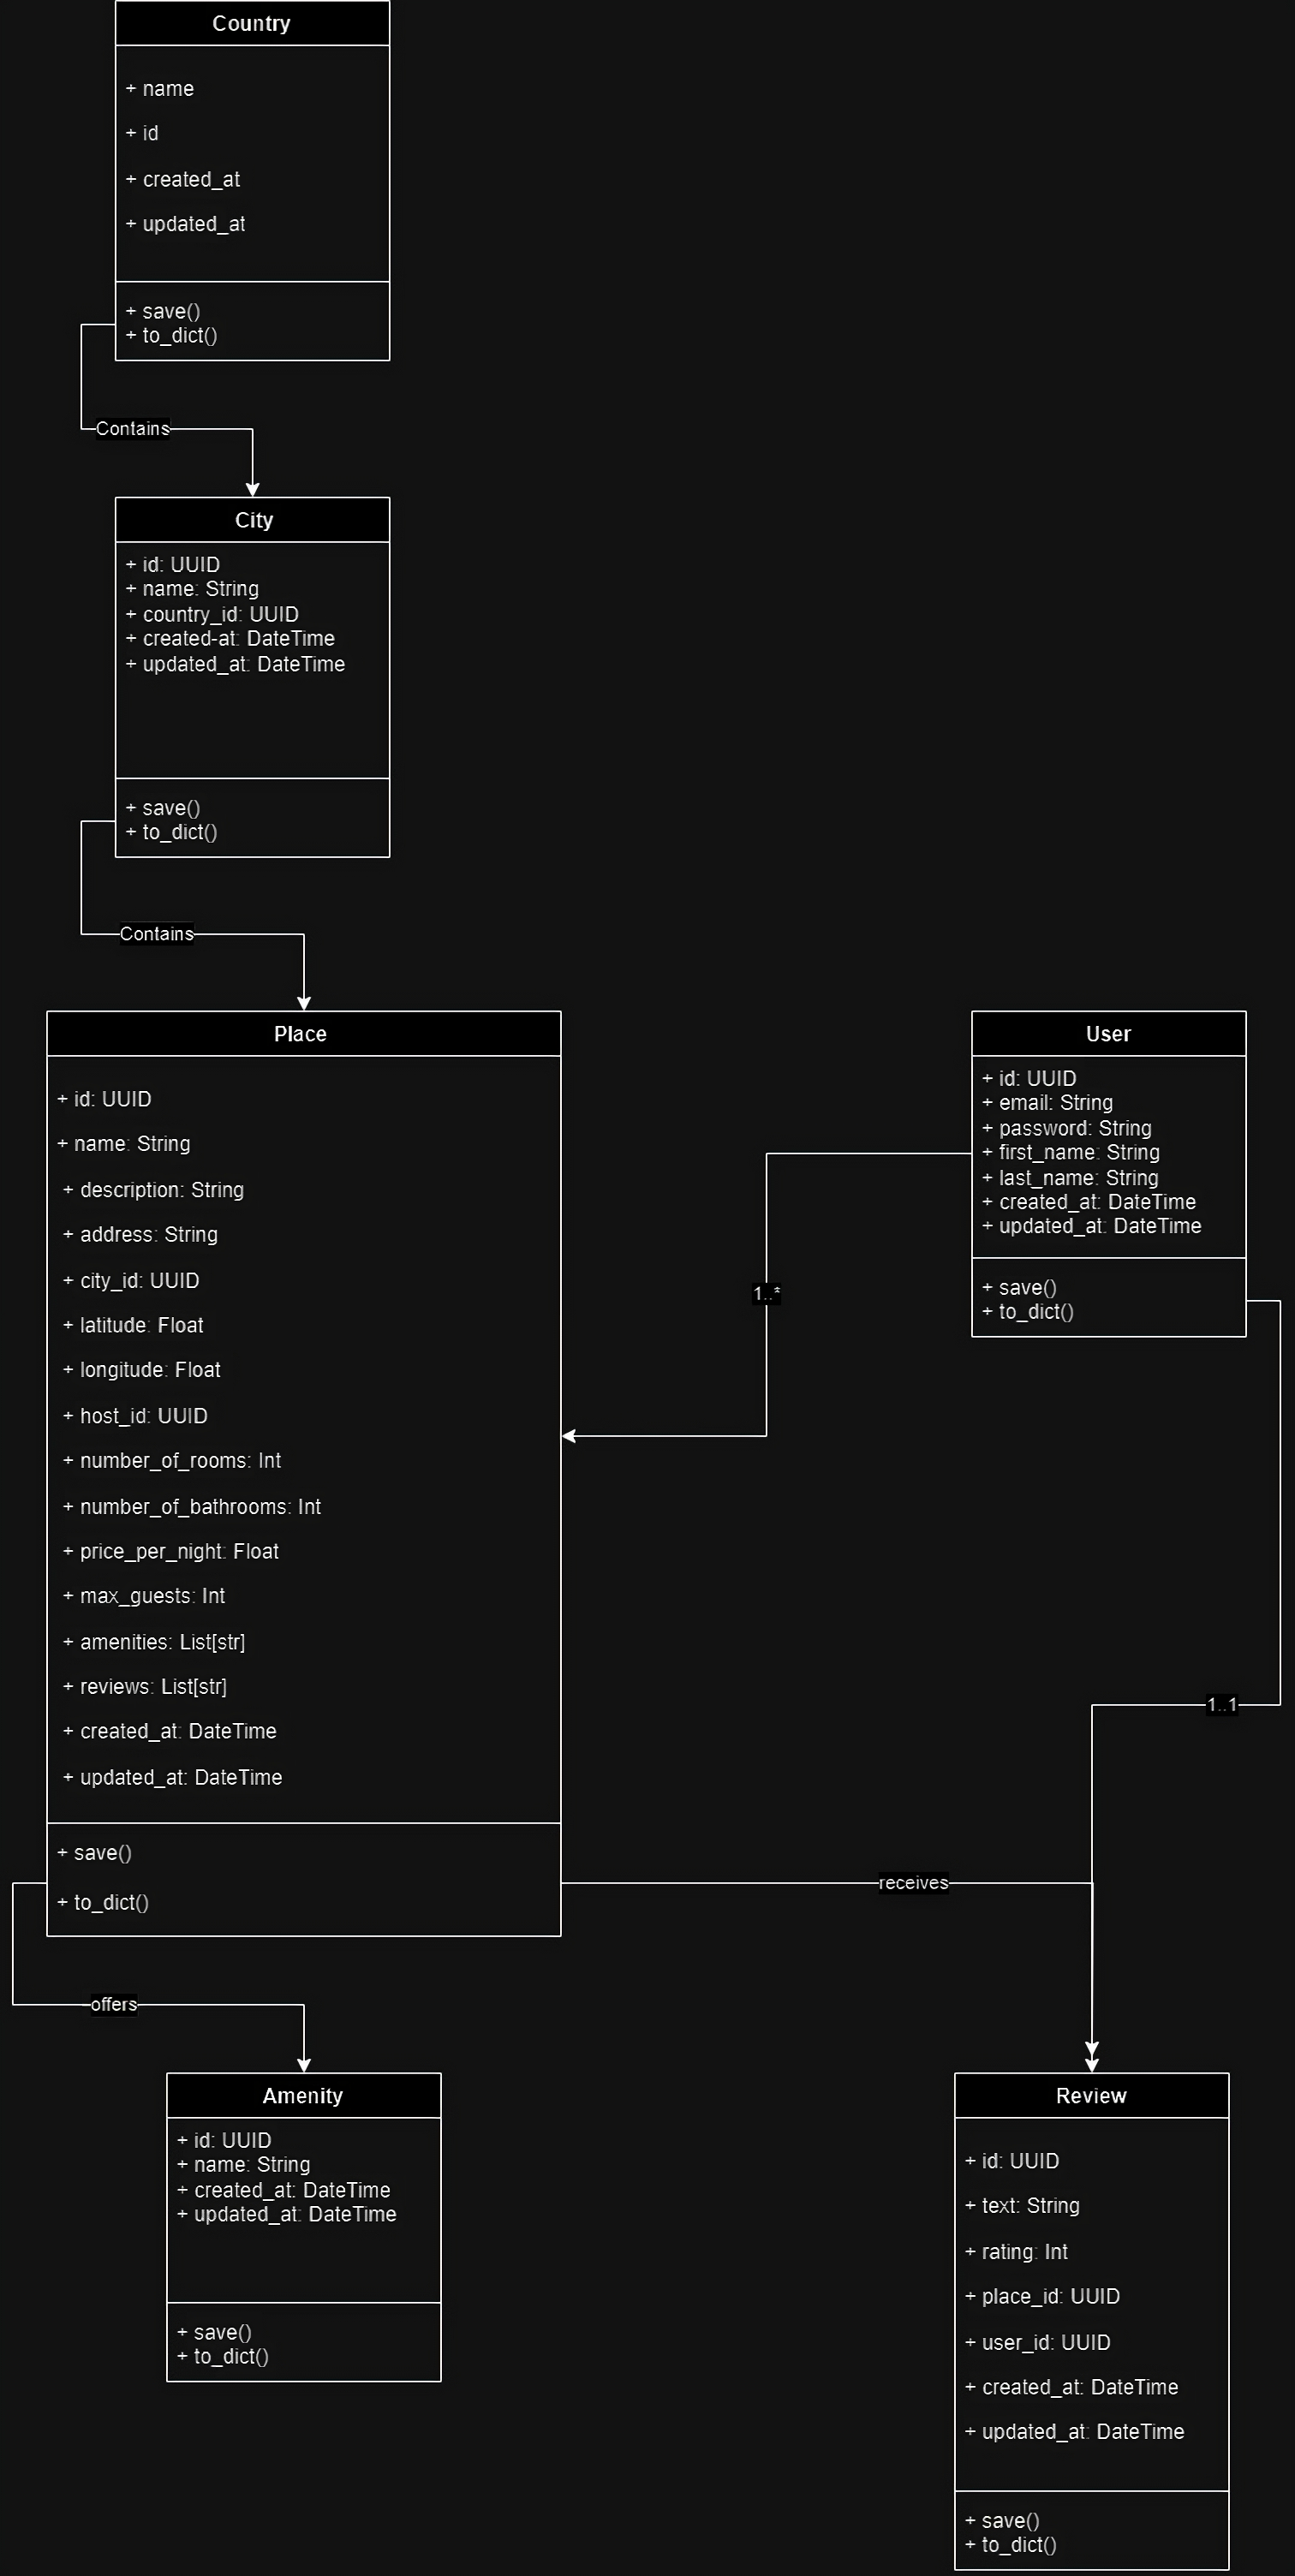 Country
+ name
+ id
+ created_at
+ updated_at
+ save()
+ to_dict()
Contains
City
+ id: UUID
+ name: String
+ country_id: UUID
+ created-at: DateTime
+ updated_at: DateTime
+ save()
+ to_dict()
Contains
Place
+ id: UUID
+ name: String
+ description: String
+ address: String
+ city_id: UUID
+ latitude: Float
+ longitude: Float
+ host_id: UUID
+ number_of_rooms: Int
+ number_of_bathrooms: Int
+ price_per_night: Float
+ max_guests: Int
+ amenities: List[str]
+ reviews: List[str]
+ created_at: DateTime
+ updated_at: DateTime
+ save()
+ to_dict()
User
+ id: UUID
+ email: String
+ password: String
+ first_name: String
+ last_name: String
+ created_at: DateTime
+ updated_at: DateTime
+ save()
+ to_dict()
1..*
1..1
receives
offers
Amenity
+ id: UUID
+ name: String
+ created_at: DateTime
+ updated_at: DateTime
+ save()
+ to_dict()
Review
+ id: UUID
+ text: String
+ rating: Int
+ place_id: UUID
+ user_id: UUID
+ created_at: DateTime
+ updated_at: DateTime
+ save()
+ to_dict()